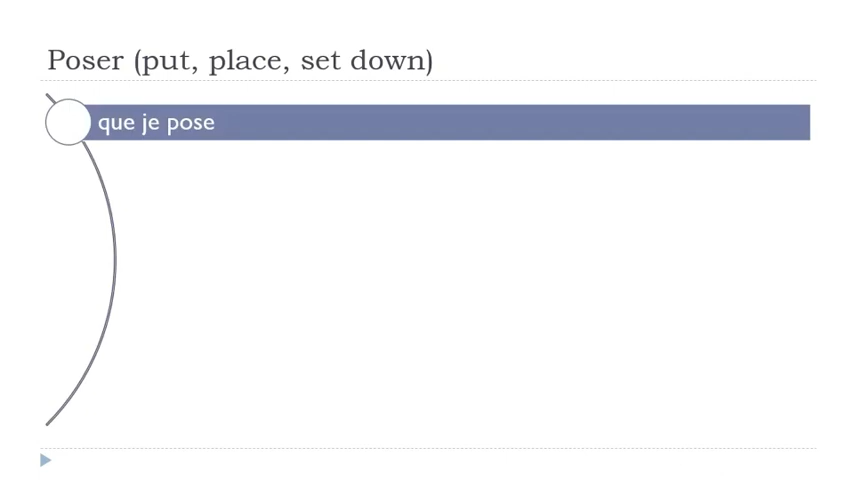 Poser (put, place, set down)
que je pose